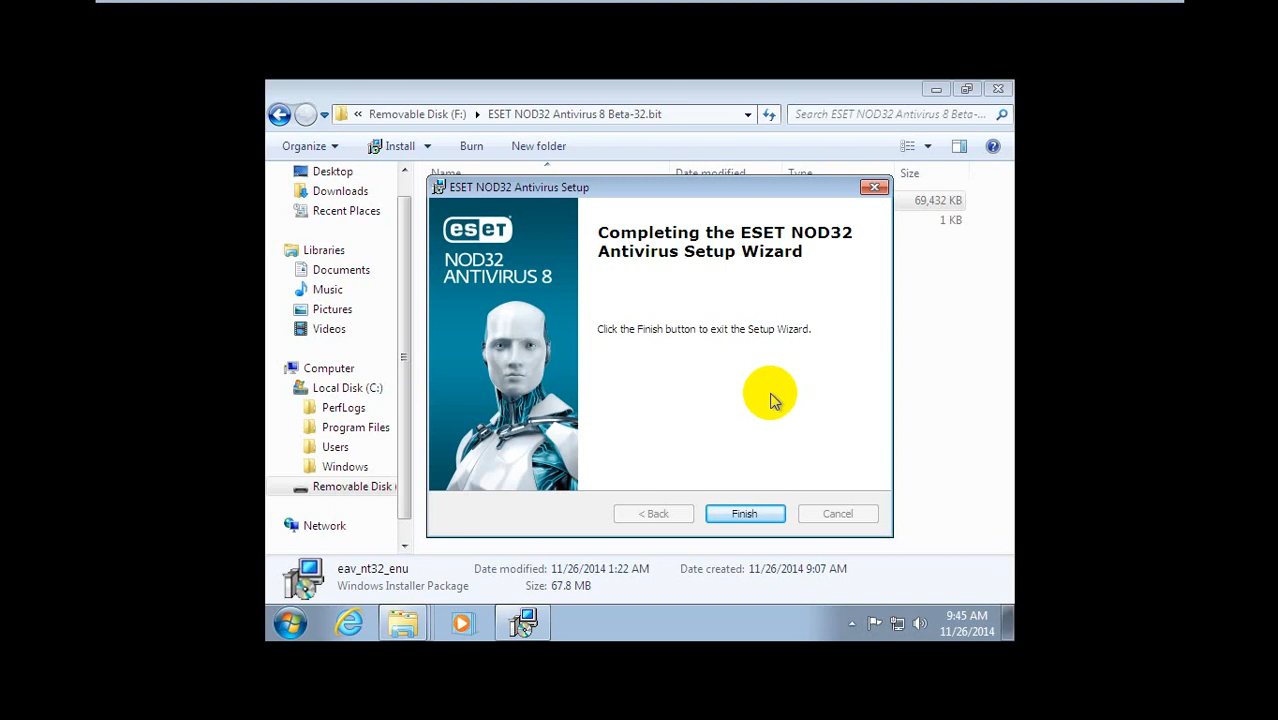 « Removable Disk (F:) ▸ ESET NOD32 Antivirus 8 Beta-32.bit
Search ESET NOD32 Antivirus 8 Beta-...
Organize Install Burn New folder
Name Date modified Type Size
Desktop
Downloads
Recent Places
Libraries
Documents
Music
Pictures
Videos
Computer
Local Disk (C:)
PerfLogs
Program Files
Users
Windows
Removable Disk (
Network
69,432 KB
1 KB
ESET NOD32 Antivirus Setup
eset
NOD32
ANTIVIRUS 8
Completing the ESET NOD32
Antivirus Setup Wizard
Click the Finish button to exit the Setup Wizard.
< Back Finish Cancel
eav_nt32_enu Date modified: 11/26/2014 1:22 AM Date created: 11/26/2014 9:07 AM
Windows Installer Package Size: 67.8 MB
9:45 AM
11/26/2014